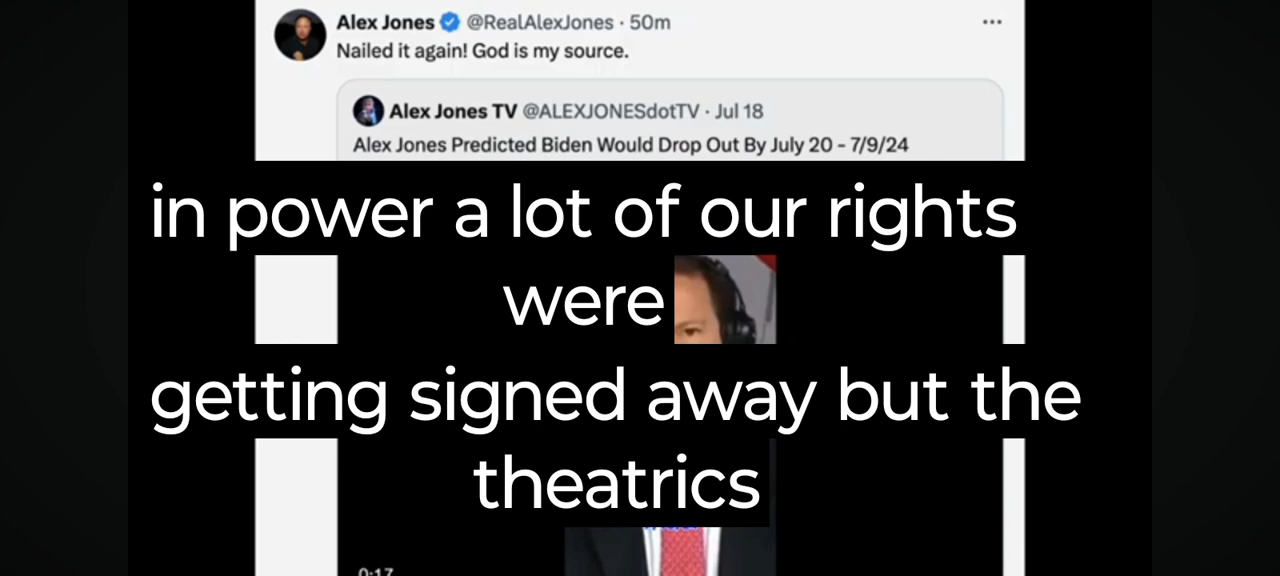 Alex Jones @RealAlexJones · 50m
Nailed it again! God is my source.
Alex Jones TV @ALEXJONESdotTV · Jul 18
Alex Jones Predicted Biden Would Drop Out By July 20 - 7/9/24
in power a lot of our rights
were
getting signed away but the
theatrics
0:17